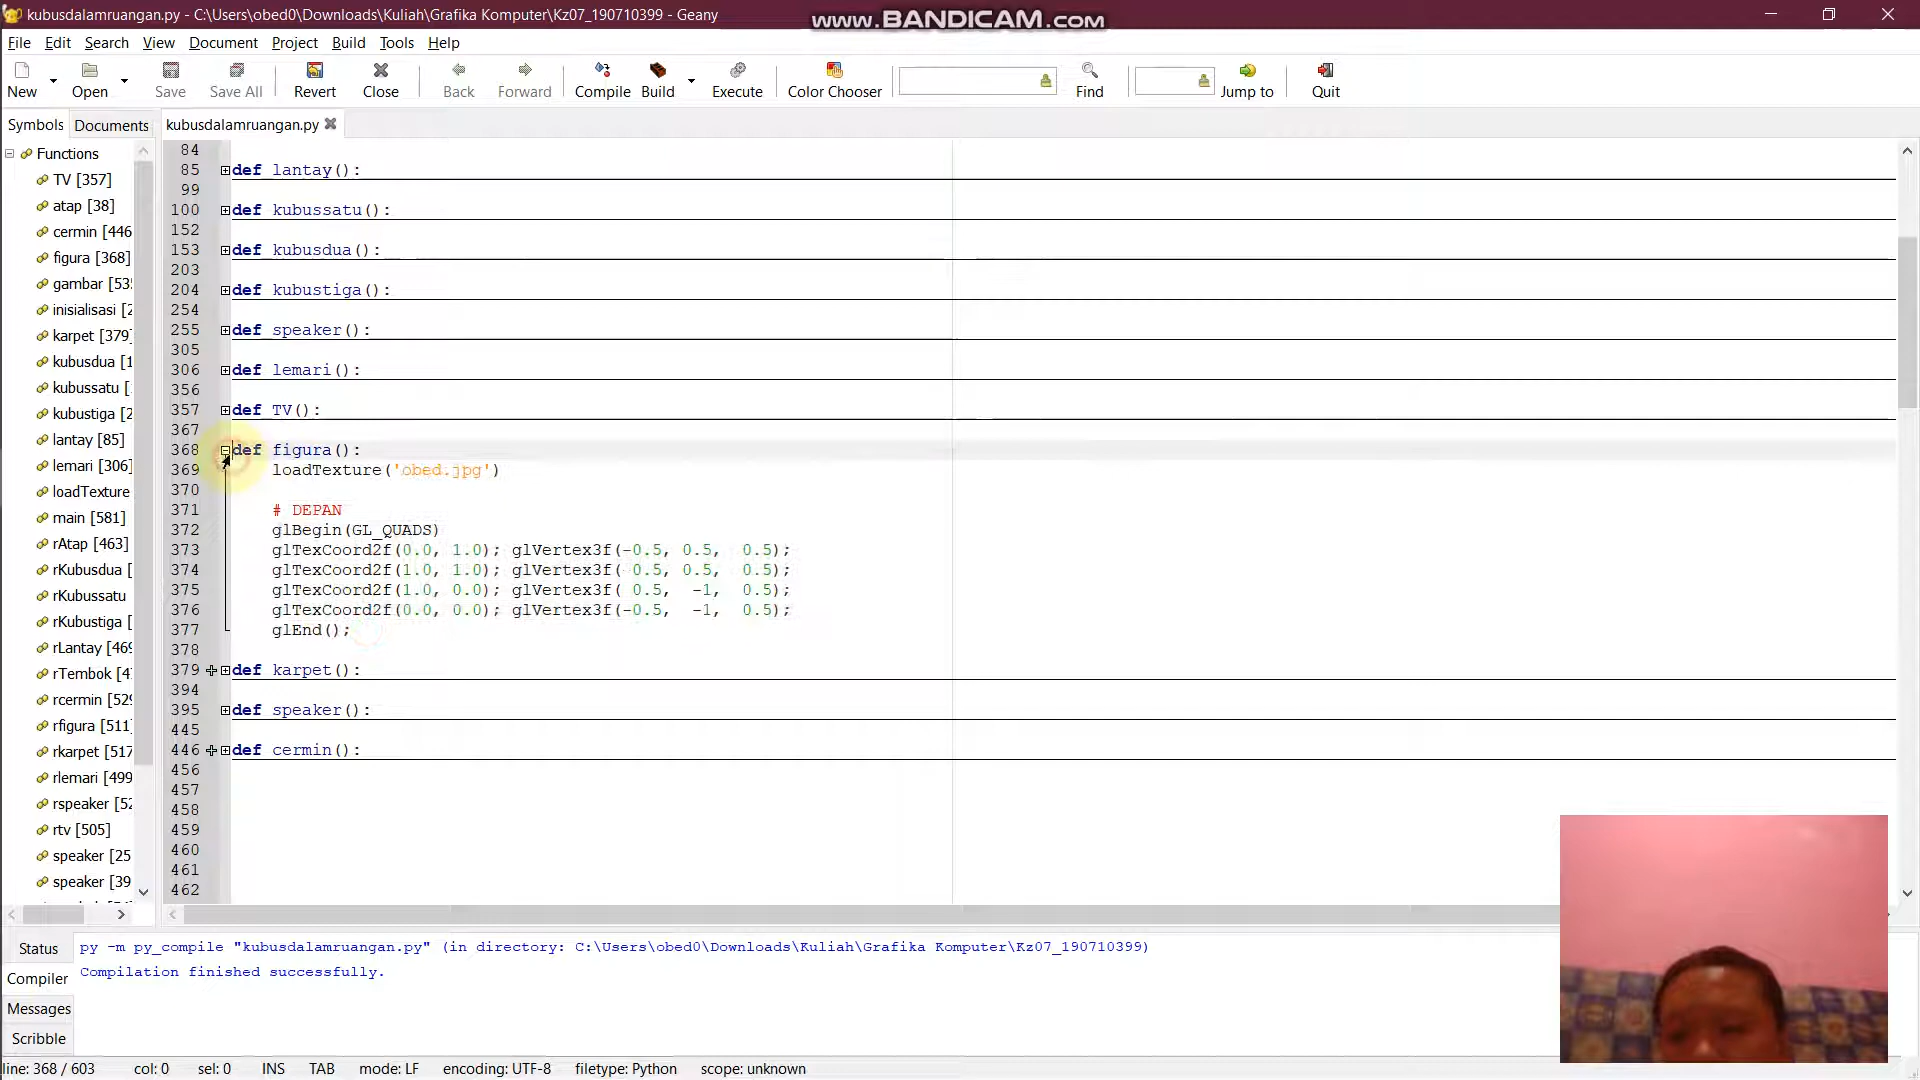 kubusdalamruangan.py - C:\Users\obed0\Downloads\Kuliah\Grafika Komputer\Kz07_190710399 - Geany
www.BANDICAM.com
File Edit Search View Document Project Build Tools Help
New Open Save Save All Revert Close Back Forward Compile Build Execute Color Chooser Find Jump to Quit
Symbols Documents kubusdalamruangan.py
Functions
TV [357]
atap [38]
cermin [446
figura [368]
gambar [535
inisialisasi [2
karpet [379]
kubusdua [1
kubussatu [
kubustiga [2
lantay [85]
lemari [306]
loadTexture
main [581]
rAtap [463]
rKubusdua [
rKubussatu
rKubustiga [
rLantay [469
rTembok [4
rcermin [529
rfigura [511]
rkarpet [517
rlemari [499
rspeaker [52
rtv [505]
speaker [25
speaker [39
84
85 def lantay():
99
100 def kubussatu():
152
153 def kubusdua():
203
204 def kubustiga():
254
255 def speaker():
305
306 def lemari():
356
357 def TV():
367
368 def figura():
369 loadTexture('obed.jpg')
370
371 # DEPAN
372 glBegin(GL_QUADS)
373 glTexCoord2f(0.0, 1.0); glVertex3f(-0.5, 0.5, 0.5);
374 glTexCoord2f(1.0, 1.0); glVertex3f( 0.5, 0.5, 0.5);
375 glTexCoord2f(1.0, 0.0); glVertex3f( 0.5, -1, 0.5);
376 glTexCoord2f(0.0, 0.0); glVertex3f(-0.5, -1, 0.5);
377 glEnd();
378
379 def karpet():
394
395 def speaker():
445
446 def cermin():
456
457
458
459
460
461
462
Status
Compiler
Messages
Scribble
py -m py_compile "kubusdalamruangan.py" (in directory: C:\Users\obed0\Downloads\Kuliah\Grafika Komputer\Kz07_190710399)
Compilation finished successfully.
line: 368 / 603 col: 0 sel: 0 INS TAB mode: LF encoding: UTF-8 filetype: Python scope: unknown